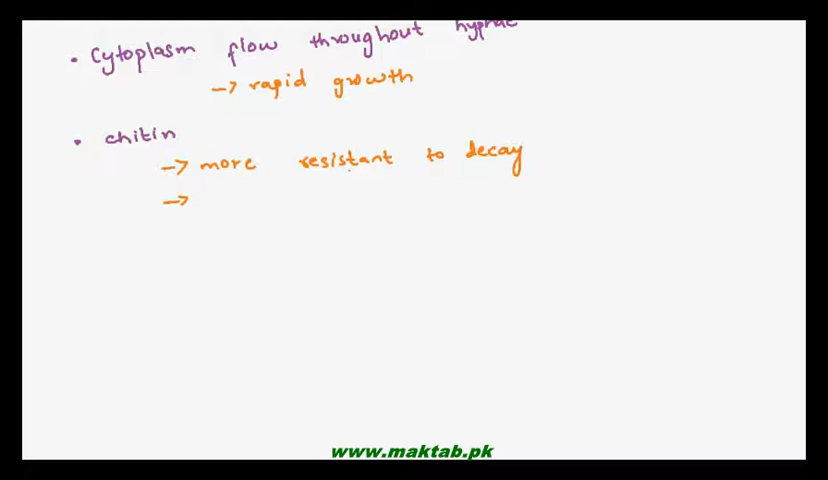 • Cytoplasm flow throughout hyphae
→ rapid growth
• chitin
→ more resistant to decay
→
www.maktab.pk